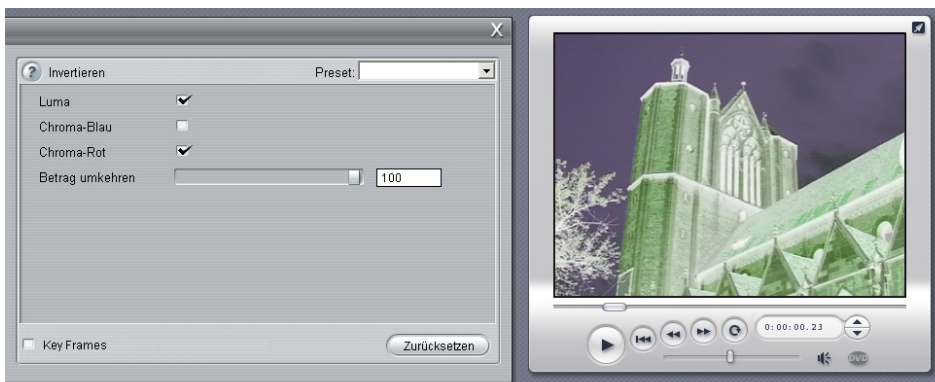 X
? Invertieren Preset:
Luma
Chroma-Blau
Chroma-Rot
Betrag umkehren 100
Key Frames Zurücksetzen
0:00:00.23
DVD